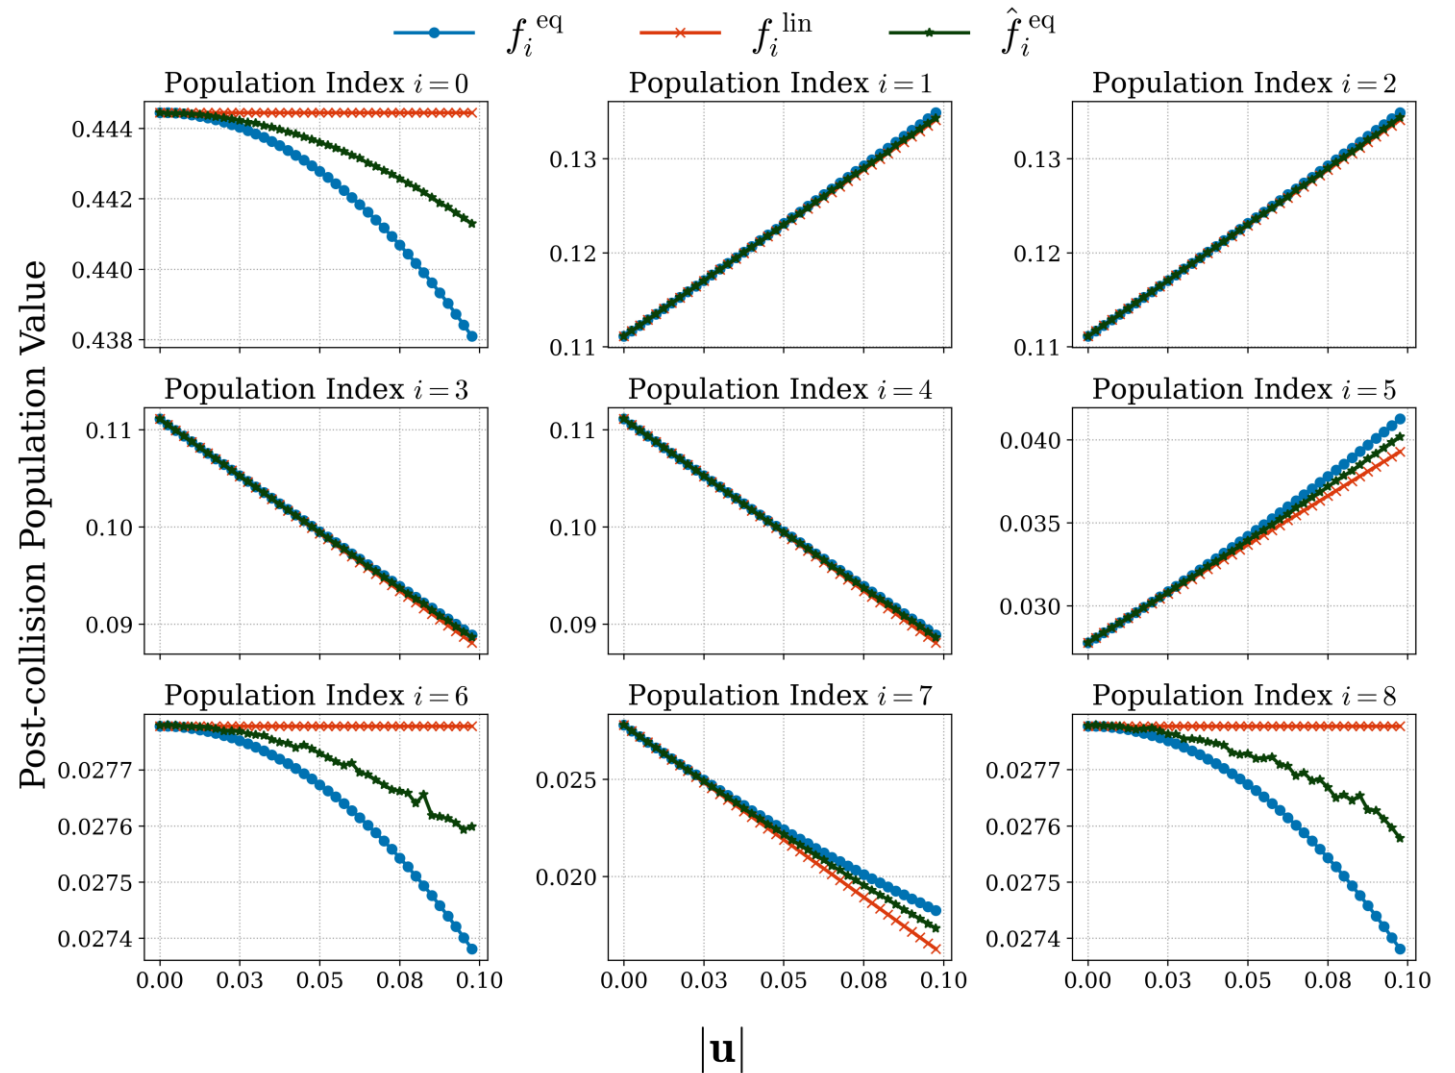 f_i^eq f_i^lin f̂_i^eq
Population Index i=0
Population Index i=1
Population Index i=2
0.444
0.442
0.440
0.438
0.13
0.12
0.11
0.13
0.12
0.11
Population Index i=3
Population Index i=4
Population Index i=5
0.11
0.10
0.09
0.11
0.10
0.09
0.040
0.035
0.030
Population Index i=6
Population Index i=7
Population Index i=8
0.0277
0.0276
0.0275
0.0274
0.025
0.020
0.0277
0.0276
0.0275
0.0274
0.00 0.03 0.05 0.08 0.10
0.00 0.03 0.05 0.08 0.10
0.00 0.03 0.05 0.08 0.10
Post-collision Population Value
|u|